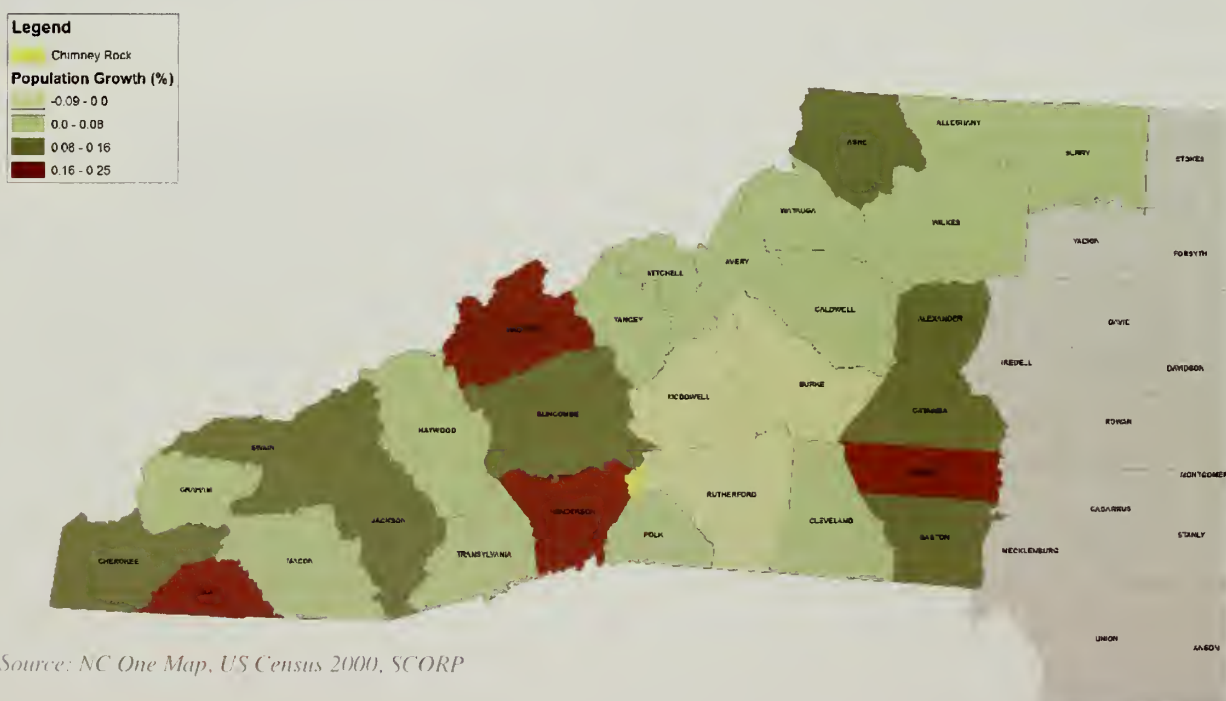 Legend
Chimney Rock
Population Growth (%)
-0.09 - 0.0
0.0 - 0.08
0.08 - 0.16
0.16 - 0.25
ASHE
ALLEGHANY
SURRY
STOKES
WATAUGA
WILKES
YADKIN
FORSYTH
MITCHELL
AVERY
YANCEY
CALDWELL
ALEXANDER
DAVIE
IREDELL
DAVIDSON
MCDOWELL
BURKE
CATAWBA
ROWAN
BUNCOMBE
HAYWOOD
SWAIN
GRAHAM
RUTHERFORD
MONTGOMER
HENDERSON
JACKSON
CLEVELAND
CABARRUS
POLK
GASTON
STANLY
MECKLENBURG
TRANSYLVANIA
CHEROKEE
MACON
UNION
ANSON
Source: NC One Map, US Census 2000, SCORP